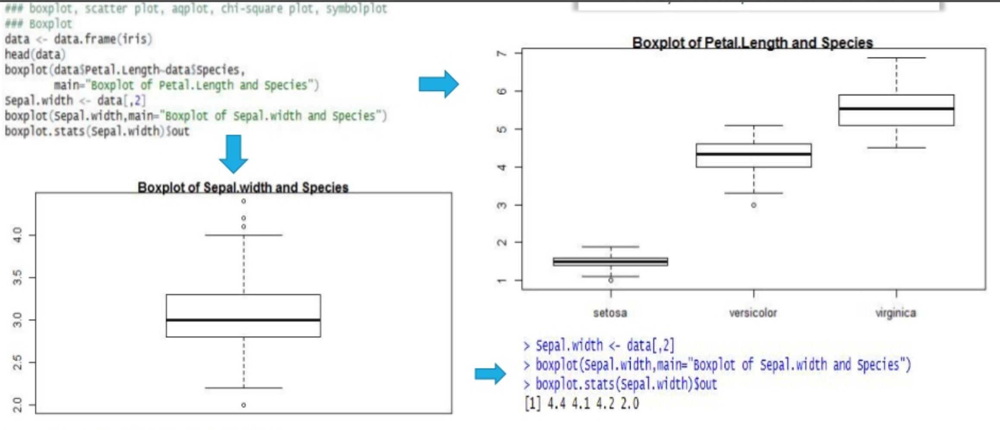 ### boxplot, scatter plot, aqplot, chi-square plot, symbolplot
### Boxplot
data <- data.frame(iris)
head(data)
boxplot(data$Petal.Length~data$Species,
main="Boxplot of Petal.Length and Species")
Sepal.width <- data[,2]
boxplot(Sepal.width,main="Boxplot of Sepal.width and Species")
boxplot.stats(Sepal.width)$out
Boxplot of Sepal.width and Species
4.0
3.5
3.0
2.5
2.0
Boxplot of Petal.Length and Species
7
6
5
4
3
2
1
setosa versicolor virginica
> Sepal.width <- data[,2]
> boxplot(Sepal.width,main="Boxplot of Sepal.width and Species")
> boxplot.stats(Sepal.width)$out
[1] 4.4 4.1 4.2 2.0